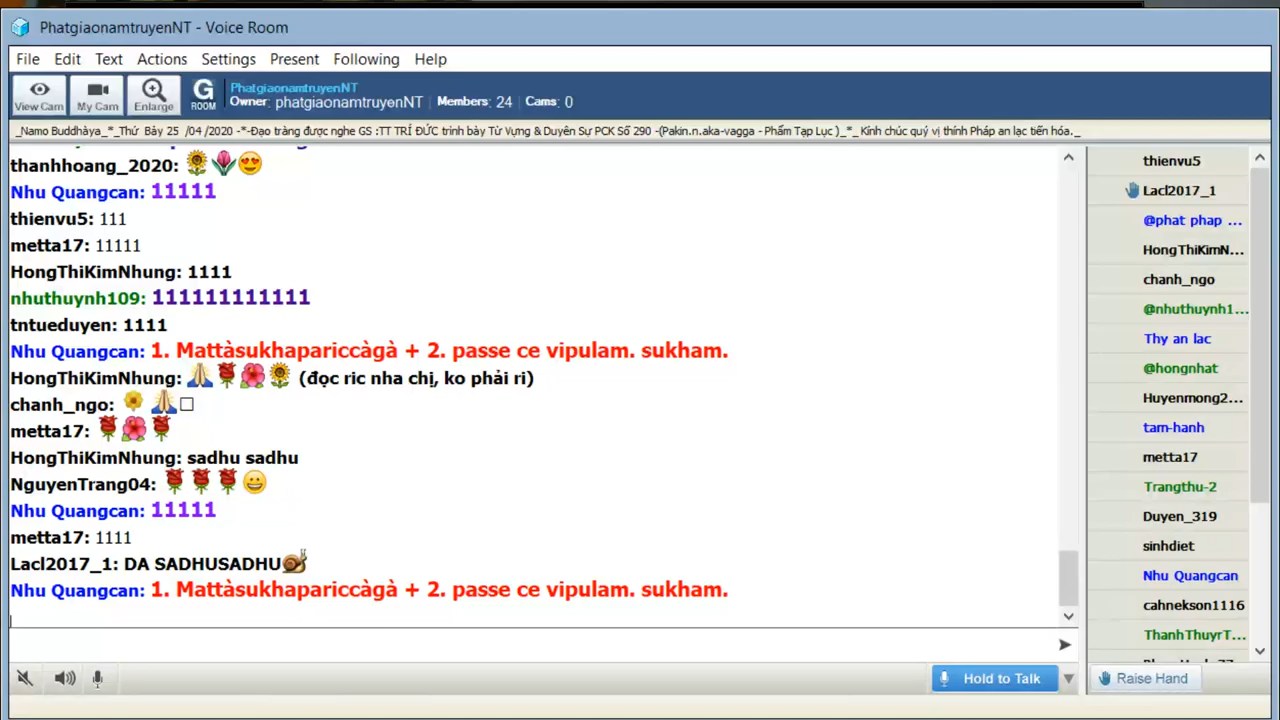 PhatgiaonamtruyenNT - Voice Room
File Edit Text Actions Settings Present Following Help
View Cam My Cam Enlarge G ROOM
PhatgiaonamtruyenNT
Owner: phatgiaonamtruyenNT Members: 24 Cams: 0
_Namo Buddhàya_*_Thứ Bảy 25 /04 /2020 -*-Đạo tràng được nghe GS :TT TRÍ ĐỨC trình bày Từ Vựng & Duyên Sự PCK Số 290 -(Pakin.n.aka-vagga - Phẩm Tạp Lục )_*_ Kính chúc quý vị thính Pháp an lạc tiến hóa._
thanhhoang_2020:
Nhu Quangcan: 11111
thienvu5: 111
metta17: 11111
HongThiKimNhung: 1111
nhuthuynh109: 111111111111
tntueduyen: 1111
Nhu Quangcan: 1. Mattàsukhapariccàgà + 2. passe ce vipulam. sukham.
HongThiKimNhung: (đọc ric nha chị, ko phải ri)
chanh_ngo:
metta17:
HongThiKimNhung: sadhu sadhu
NguyenTrang04:
Nhu Quangcan: 11111
metta17: 1111
Lacl2017_1: DA SADHUSADHU
Nhu Quangcan: 1. Mattàsukhapariccàgà + 2. passe ce vipulam. sukham.
thienvu5
Lacl2017_1
@phat phap ...
HongThiKimN...
chanh_ngo
@nhuthuynh1...
Thy an lac
@hongnhat
Huyenmong2...
tam-hanh
metta17
Trangthu-2
Duyen_319
sinhdiet
Nhu Quangcan
cahnekson1116
ThanhThuyrT...
Hold to Talk
Raise Hand